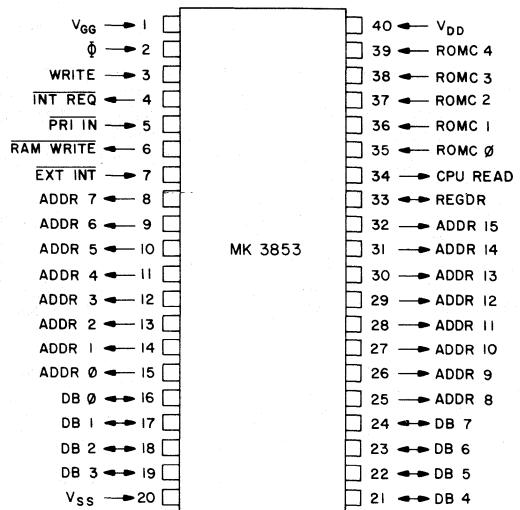 V_GG 1 40 V_DD
Φ 2 39 ROMC 4
WRITE 3 38 ROMC 3
INT REQ 4 37 ROMC 2
PRI IN 5 36 ROMC 1
RAM WRITE 6 35 ROMC Ø
EXT INT 7 34 CPU READ
ADDR 7 8 33 REGDR
ADDR 6 9 32 ADDR 15
ADDR 5 10 MK 3853 31 ADDR 14
ADDR 4 11 30 ADDR 13
ADDR 3 12 29 ADDR 12
ADDR 2 13 28 ADDR 11
ADDR 1 14 27 ADDR 10
ADDR Ø 15 26 ADDR 9
DB Ø 16 25 ADDR 8
DB 1 17 24 DB 7
DB 2 18 23 DB 6
DB 3 19 22 DB 5
V_SS 20 21 DB 4